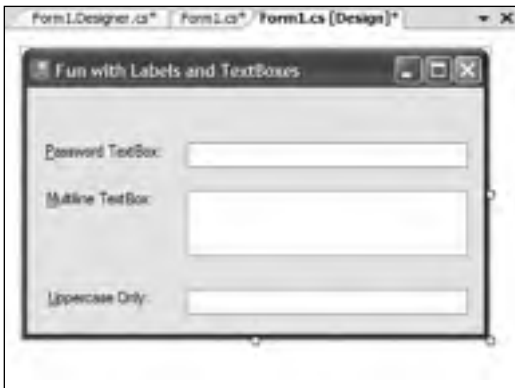 Form1.Designer.cs* Form1.cs* Form1.cs [Design]*
Fun with Labels and TextBoxes
Password TextBox:
Multiline TextBox:
Uppercase Only: